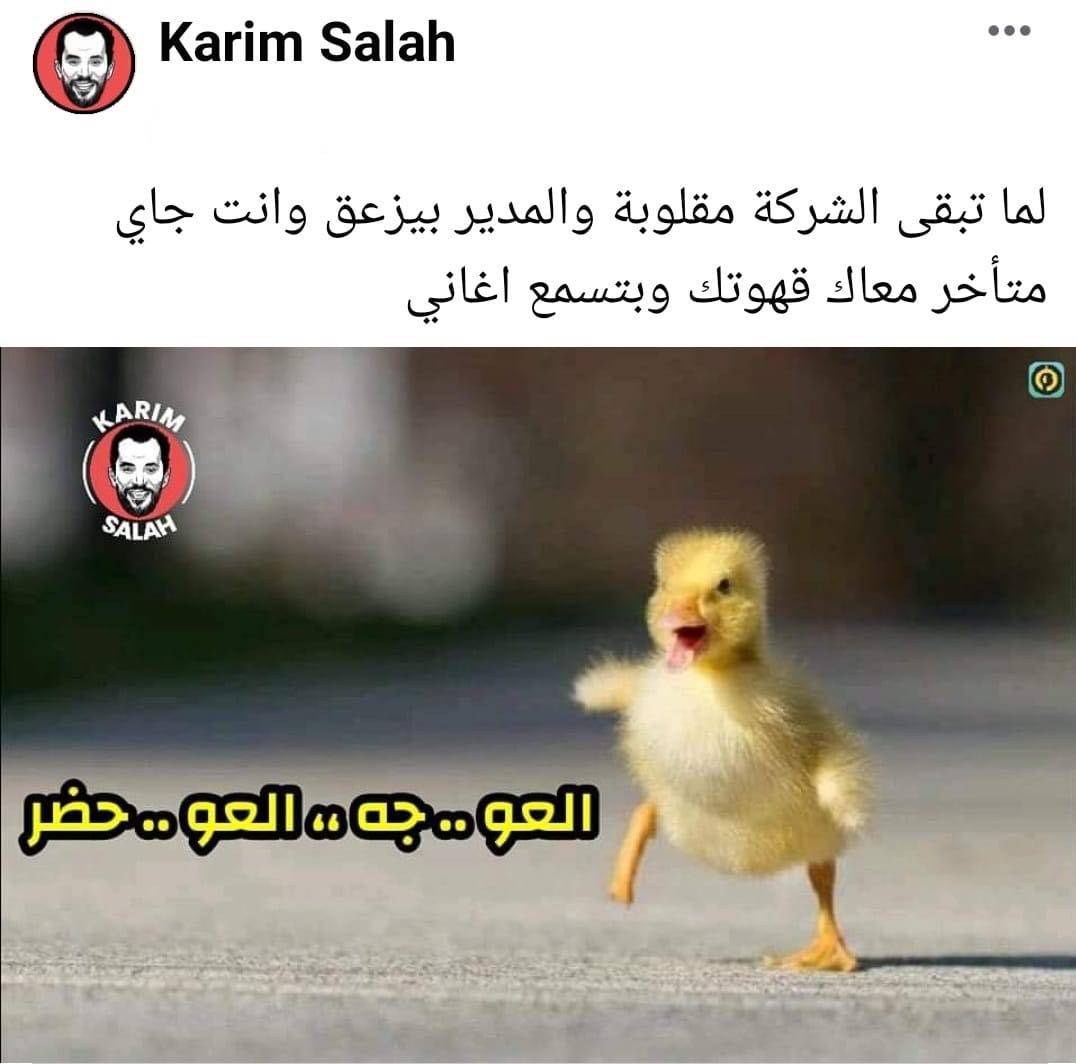 Karim Salah
لما تبقى الشركة مقلوبة والمدير بيزعق وانت جاي
متأخر معاك قهوتك وبتسمع اغاني
KARIM
SALAH
العو .. جه ،، العو .. حضر